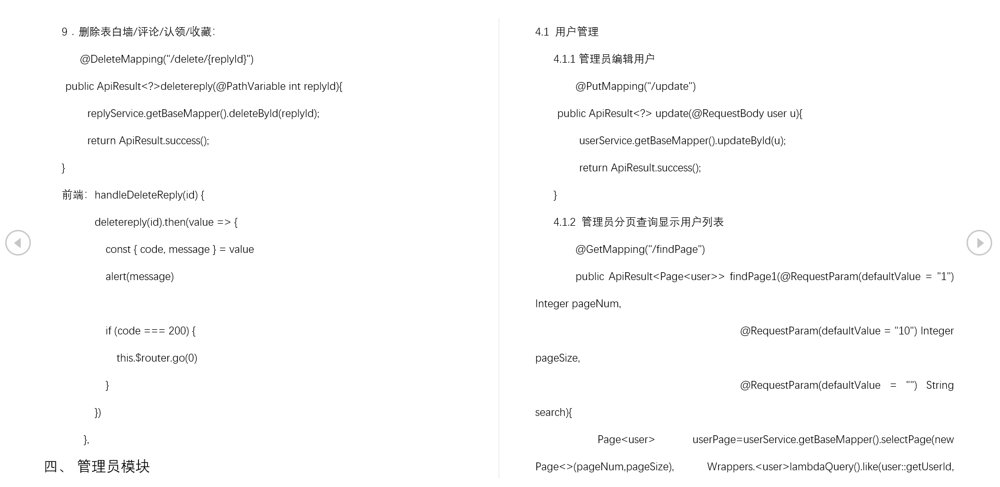 9．删除表白墙/评论/认领/收藏：
@DeleteMapping("/delete/{replyId}")
public ApiResult<?>deletereply(@PathVariable int replyId){
replyService.getBaseMapper().deleteById(replyId);
return ApiResult.success();
}
前端：handleDeleteReply(id) {
deletereply(id).then(value => {
const { code, message } = value
alert(message)
if (code === 200) {
this.$router.go(0)
}
})
},
四、 管理员模块
4.1 用户管理
4.1.1 管理员编辑用户
@PutMapping("/update")
public ApiResult<?> update(@RequestBody user u){
userService.getBaseMapper().updateById(u);
return ApiResult.success();
}
4.1.2 管理员分页查询显示用户列表
@GetMapping("/findPage")
public ApiResult<Page<user>> findPage1(@RequestParam(defaultValue = "1")
Integer pageNum,
@RequestParam(defaultValue = "10") Integer
pageSize,
@RequestParam(defaultValue = "") String
search){
Page<user> userPage=userService.getBaseMapper().selectPage(new
Page<>(pageNum,pageSize), Wrappers.<user>lambdaQuery().like(user::getUserId,